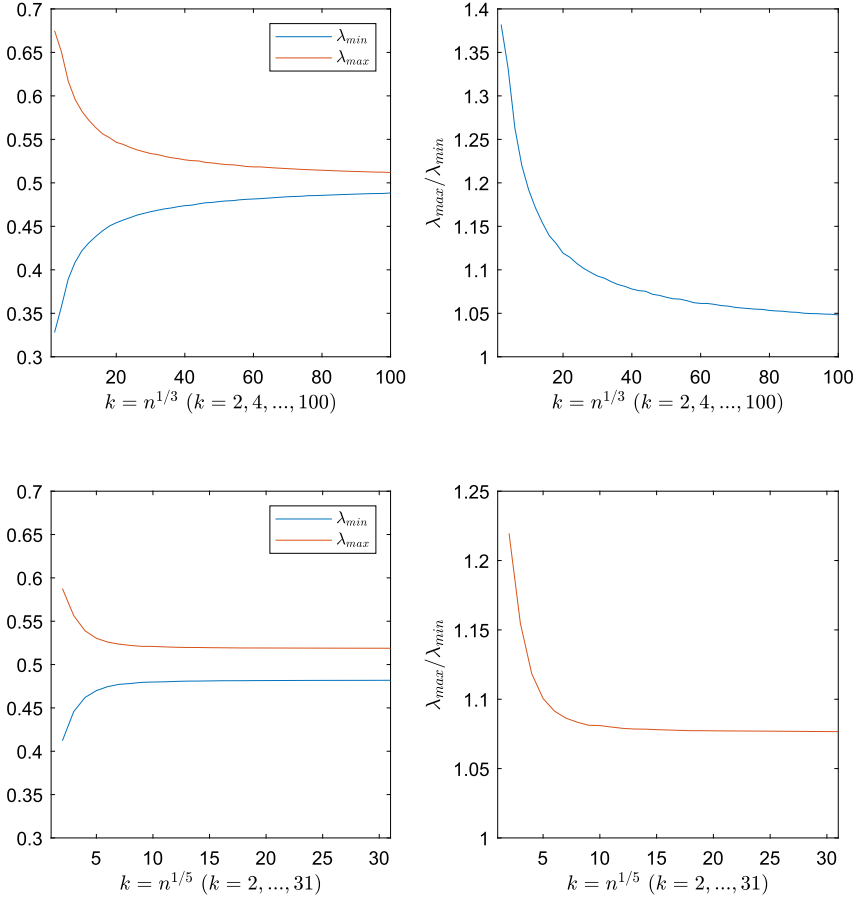 0.7
0.65
0.6
0.55
0.5
0.45
0.4
0.35
0.3
λ_min
λ_max
20 40 60 80 100
k = n^{1/3} (k = 2, 4, ..., 100)
1.4
1.35
1.3
1.25
1.2
1.15
1.1
1.05
1
λ_max/λ_min
20 40 60 80 100
k = n^{1/3} (k = 2, 4, ..., 100)
0.7
0.65
0.6
0.55
0.5
0.45
0.4
0.35
0.3
λ_min
λ_max
5 10 15 20 25 30
k = n^{1/5} (k = 2, ..., 31)
1.25
1.2
1.15
1.1
1.05
1
λ_max/λ_min
5 10 15 20 25 30
k = n^{1/5} (k = 2, ..., 31)